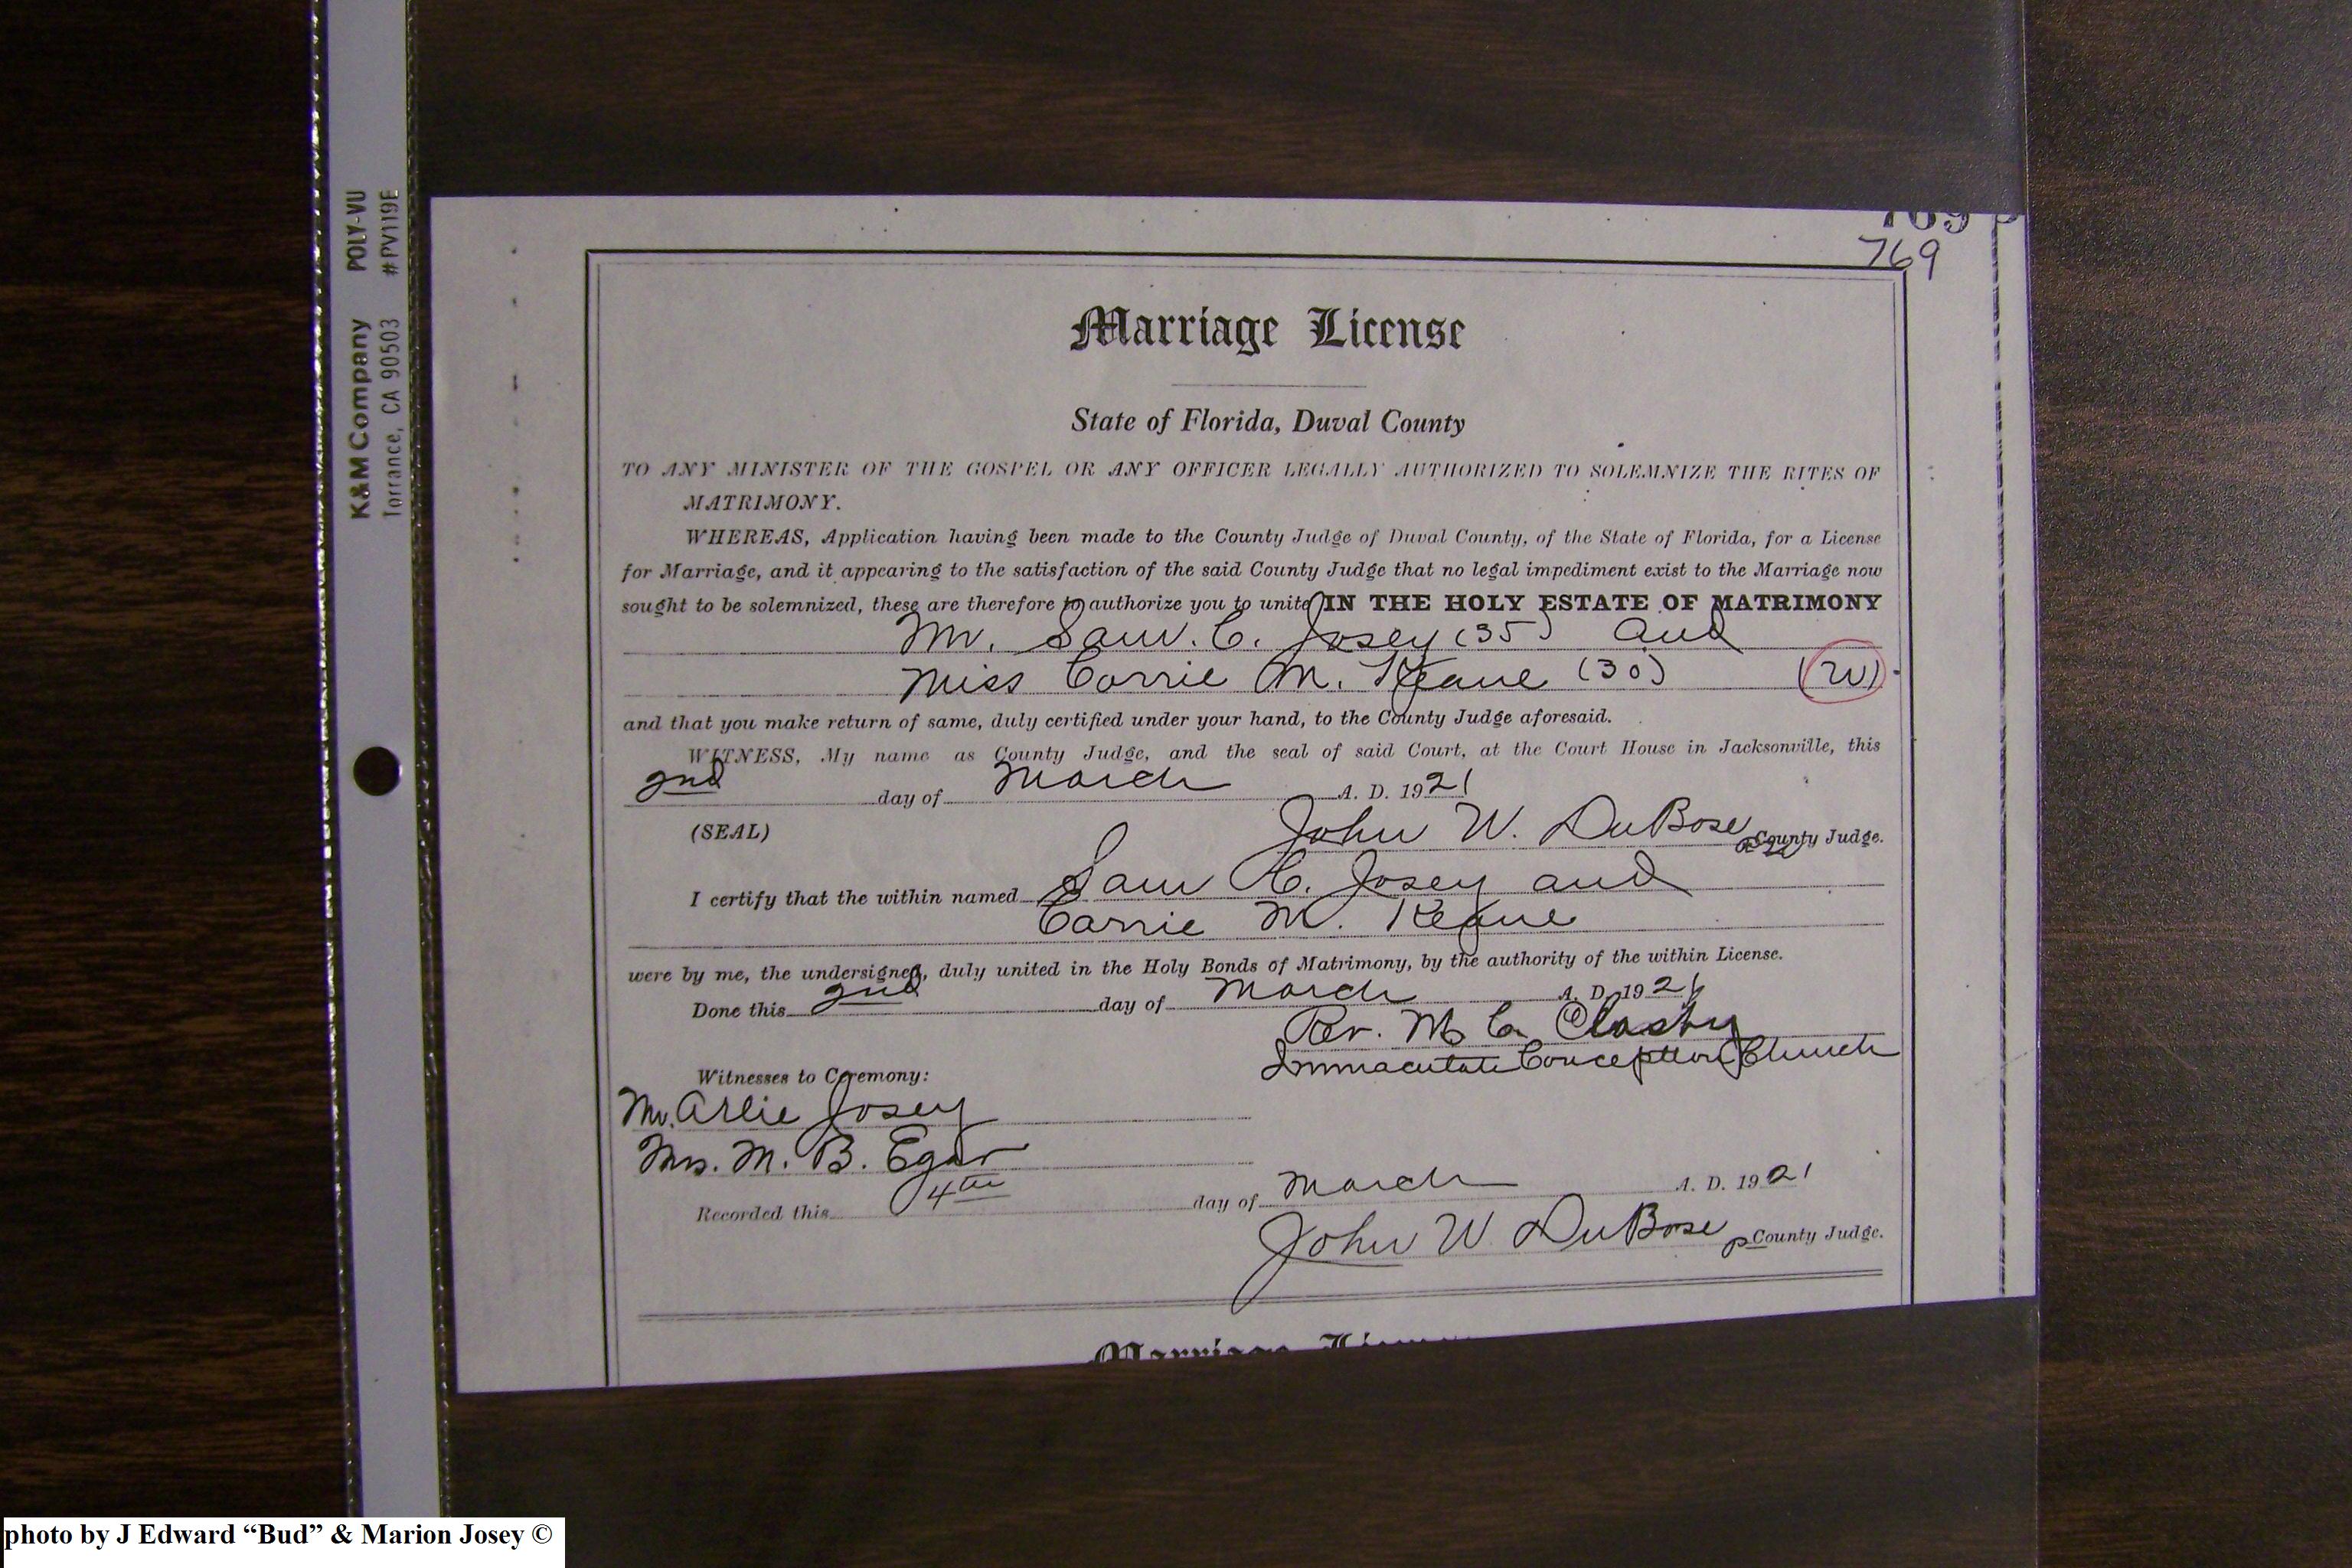 K&M Company POLY-VU
Torrance, CA 90503 #PV119E
769
769
Marriage License
State of Florida, Duval County
TO ANY MINISTER OF THE GOSPEL OR ANY OFFICER LEGALLY AUTHORIZED TO SOLEMNIZE THE RITES OF
MATRIMONY.
WHEREAS, Application having been made to the County Judge of Duval County, of the State of Florida, for a License
for Marriage, and it appearing to the satisfaction of the said County Judge that no legal impediment exist to the Marriage now
sought to be solemnized, these are therefore to authorize you to unite IN THE HOLY ESTATE OF MATRIMONY
Mr. Sam. C. Josey (35) and
Miss Carrie M. Keane (30) (W)
and that you make return of same, duly certified under your hand, to the County Judge aforesaid.
WITNESS, My name as County Judge, and the seal of said Court, at the Court House in Jacksonville, this
2nd day of March A. D. 1921
(SEAL) John W. DuBose County Judge.
I certify that the within named Sam C. Josey and
Carrie M. Keane
were by me, the undersigned, duly united in the Holy Bonds of Matrimony, by the authority of the within License.
Done this 2nd day of March A. D. 1921
Rev. M. C. Clasby
Immaculate Conception Church
Witnesses to Ceremony:
Mr. Arlie Josey
Mrs. M. B. Egar
Recorded this 4th day of March A. D. 1921
John W. DuBose County Judge.
Marriage License
photo by J Edward “Bud” & Marion Josey ©